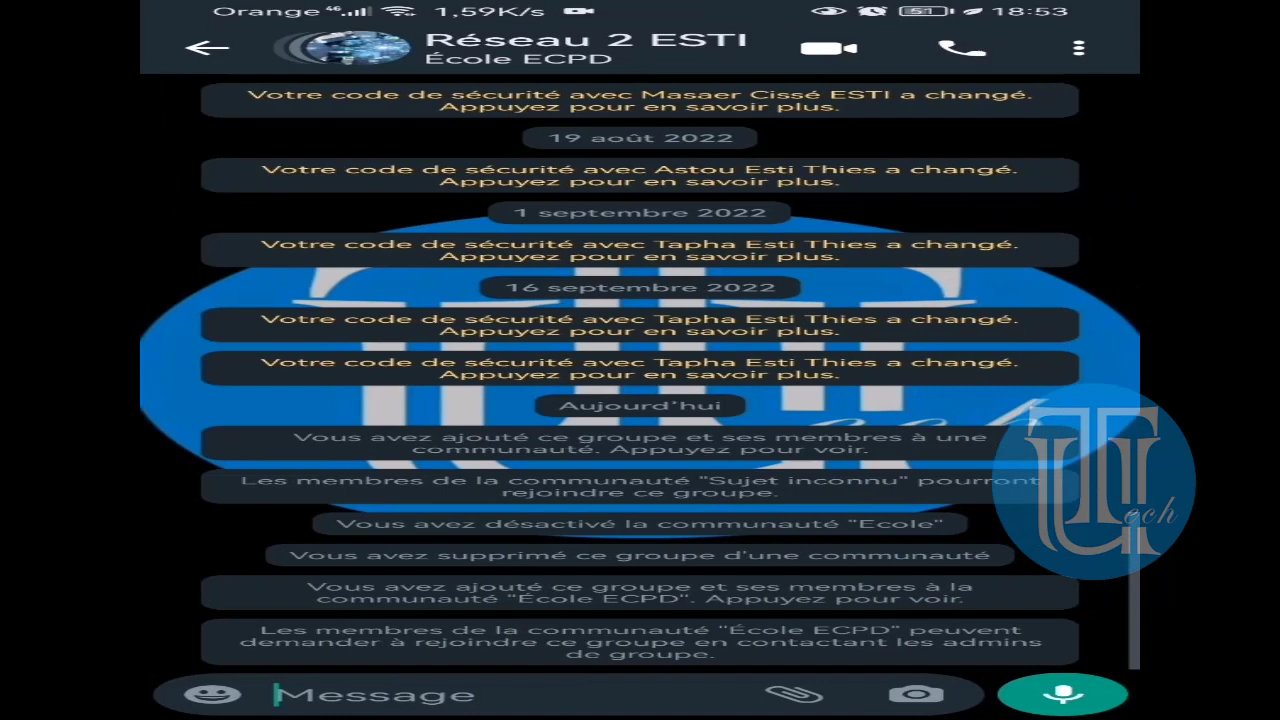 Orange 4G 1,59K/s 51 18:53
Réseau 2 ESTI
École ECPD
Votre code de sécurité avec Masaer Cissé ESTI a changé.
Appuyez pour en savoir plus.
19 août 2022
Votre code de sécurité avec Astou Esti Thies a changé.
Appuyez pour en savoir plus.
1 septembre 2022
Votre code de sécurité avec Tapha Esti Thies a changé.
Appuyez pour en savoir plus.
16 septembre 2022
Votre code de sécurité avec Tapha Esti Thies a changé.
Appuyez pour en savoir plus.
Votre code de sécurité avec Tapha Esti Thies a changé.
Appuyez pour en savoir plus.
Aujourd'hui
Vous avez ajouté ce groupe et ses membres à une
communauté. Appuyez pour voir.
Les membres de la communauté "Sujet inconnu" pourront
rejoindre ce groupe.
Vous avez désactivé la communauté "Ecole"
Vous avez supprimé ce groupe d'une communauté
Vous avez ajouté ce groupe et ses membres à la
communauté "École ECPD". Appuyez pour voir.
Les membres de la communauté "École ECPD" peuvent
demander à rejoindre ce groupe en contactant les admins
de groupe.
Message